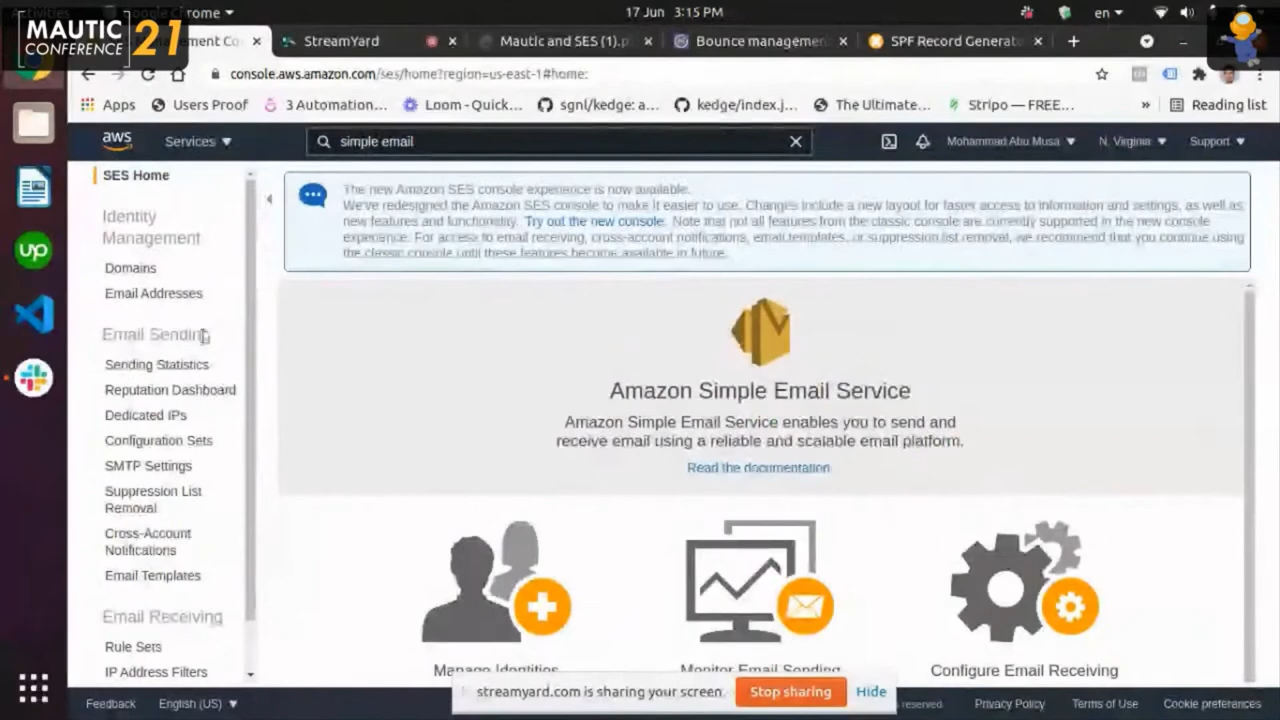 Chrome
17 Jun 3:15 PM
en
MAUTIC
CONFERENCE
21
StreamYard
Mautic and SES (1).p
Bounce managemen
SPF Record Generato
console.aws.amazon.com/ses/home?region=us-east-1#home:
Apps
Users Proof
3 Automation...
Loom - Quick...
sgnl/kedge: a...
kedge/index.j...
The Ultimate...
Stripo — FREE...
»
Reading list
aws
Services
simple email
Mohammad Abu Musa
N. Virginia
Support
SES Home
Identity
Management
Domains
Email Addresses
Email Sending
Sending Statistics
Reputation Dashboard
Dedicated IPs
Configuration Sets
SMTP Settings
Suppression List
Removal
Cross-Account
Notifications
Email Templates
Email Receiving
Rule Sets
IP Address Filters
The new Amazon SES console experience is now available.
We've redesigned the Amazon SES console to make it easier to use. Changes include a new layout for faster access to information and settings, as well as
new features and functionality. Try out the new console. Note that not all features from the classic console are currently supported in the new console
experience. For access to email receiving, cross-account notifications, email templates, or suppression list removal, we recommend that you continue using
the classic console until these features become available in future.
Amazon Simple Email Service
Amazon Simple Email Service enables you to send and
receive email using a reliable and scalable email platform.
Read the documentation
Manage Identities
Monitor Email Sending
Configure Email Receiving
up
streamyard.com is sharing your screen.
Stop sharing
Hide
Feedback
English (US)
reserved.
Privacy Policy
Terms of Use
Cookie preferences